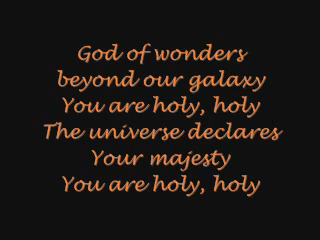 God of wonders
beyond our galaxy
You are holy, holy
The universe declares
Your majesty
You are holy, holy